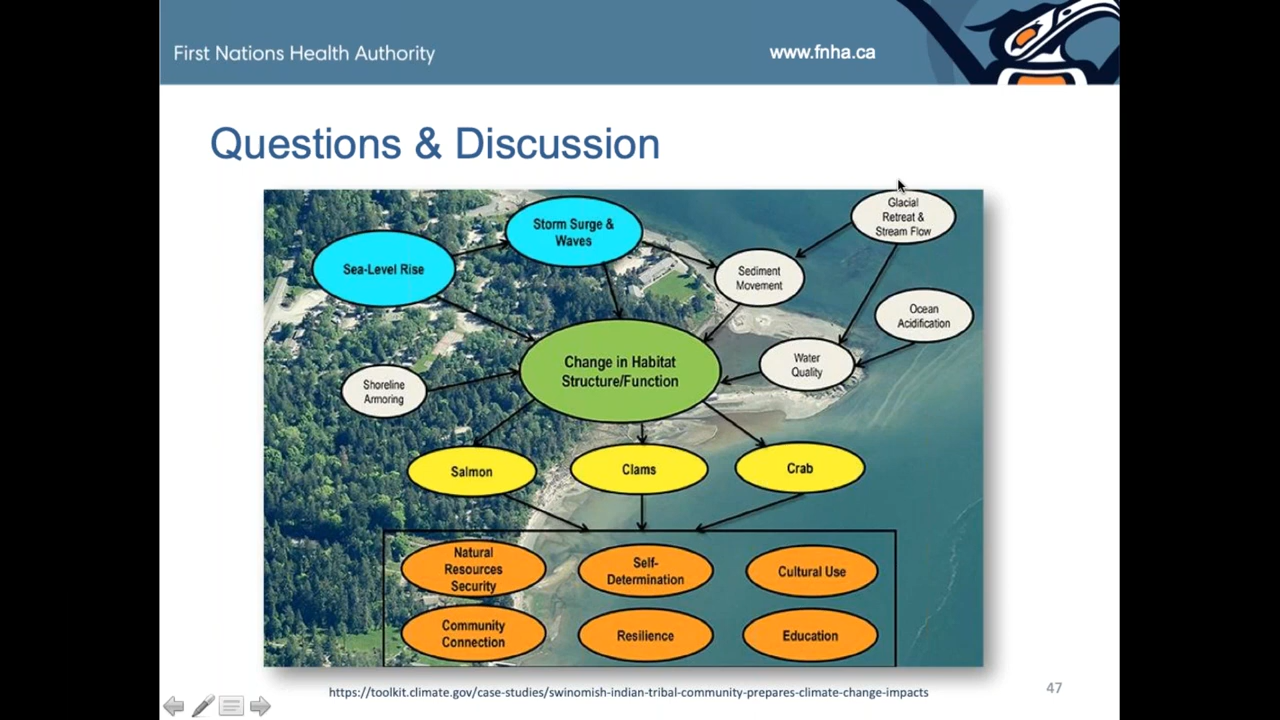 First Nations Health Authority
www.fnha.ca
Questions & Discussion
Glacial
Retreat &
Stream Flow
Storm Surge &
Waves
Sea-Level Rise
Sediment
Movement
Ocean
Acidification
Change in Habitat
Structure/Function
Water
Quality
Shoreline
Armoring
Salmon
Clams
Crab
Natural
Resources
Security
Self-
Determination
Cultural Use
Community
Connection
Resilience
Education
https://toolkit.climate.gov/case-studies/swinomish-indian-tribal-community-prepares-climate-change-impacts
47